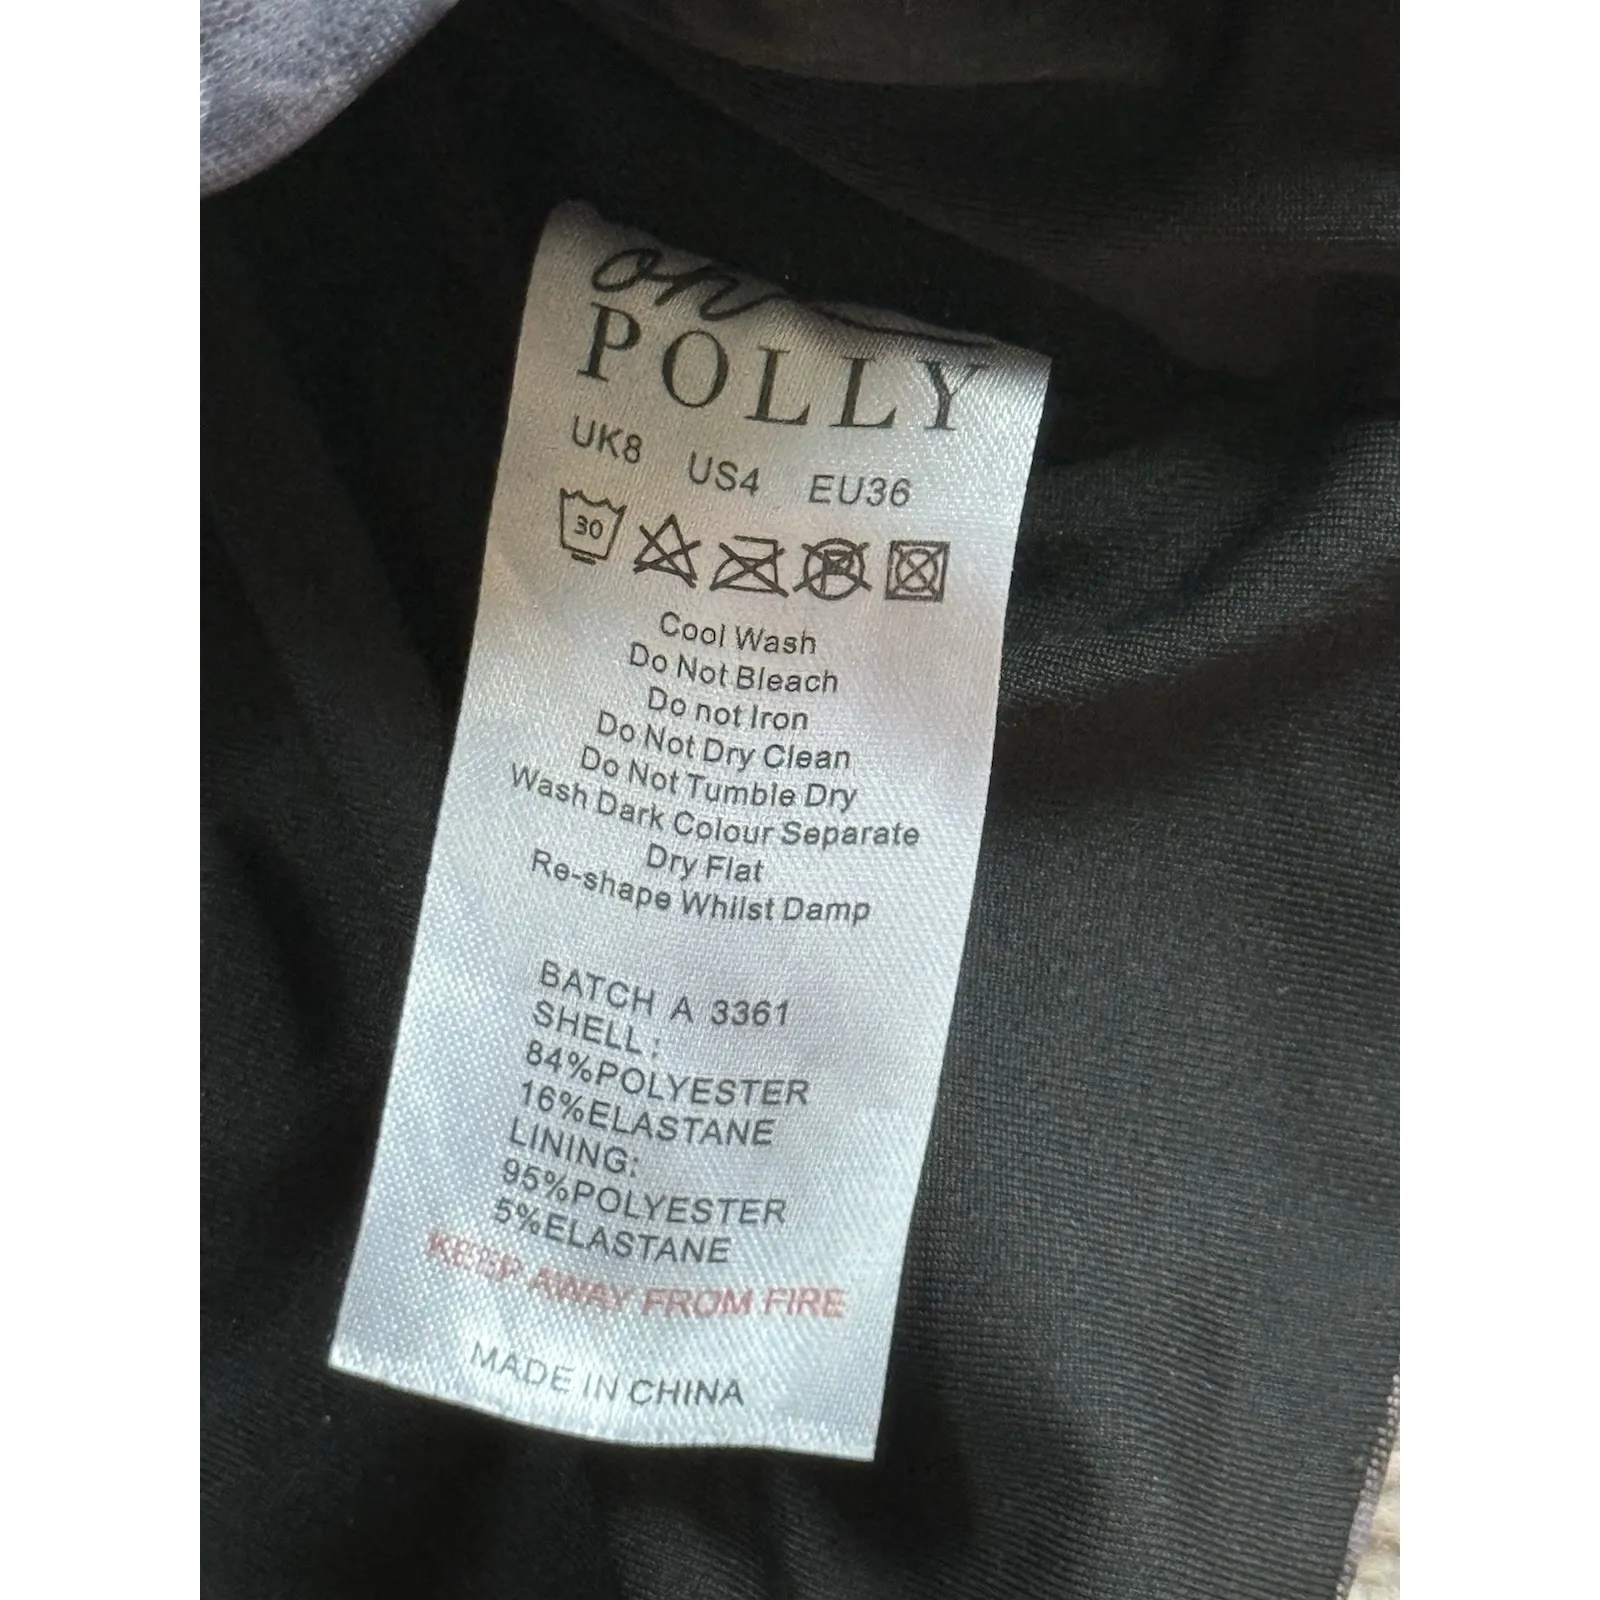 oh
POLLY
UK8 US4 EU36
30
Cool Wash
Do Not Bleach
Do not Iron
Do Not Dry Clean
Do Not Tumble Dry
Wash Dark Colour Separate
Dry Flat
Re-shape Whilst Damp
BATCH A 3361
SHELL:
84%POLYESTER
16%ELASTANE
LINING:
95%POLYESTER
5%ELASTANE
KEEP AWAY FROM FIRE
MADE IN CHINA